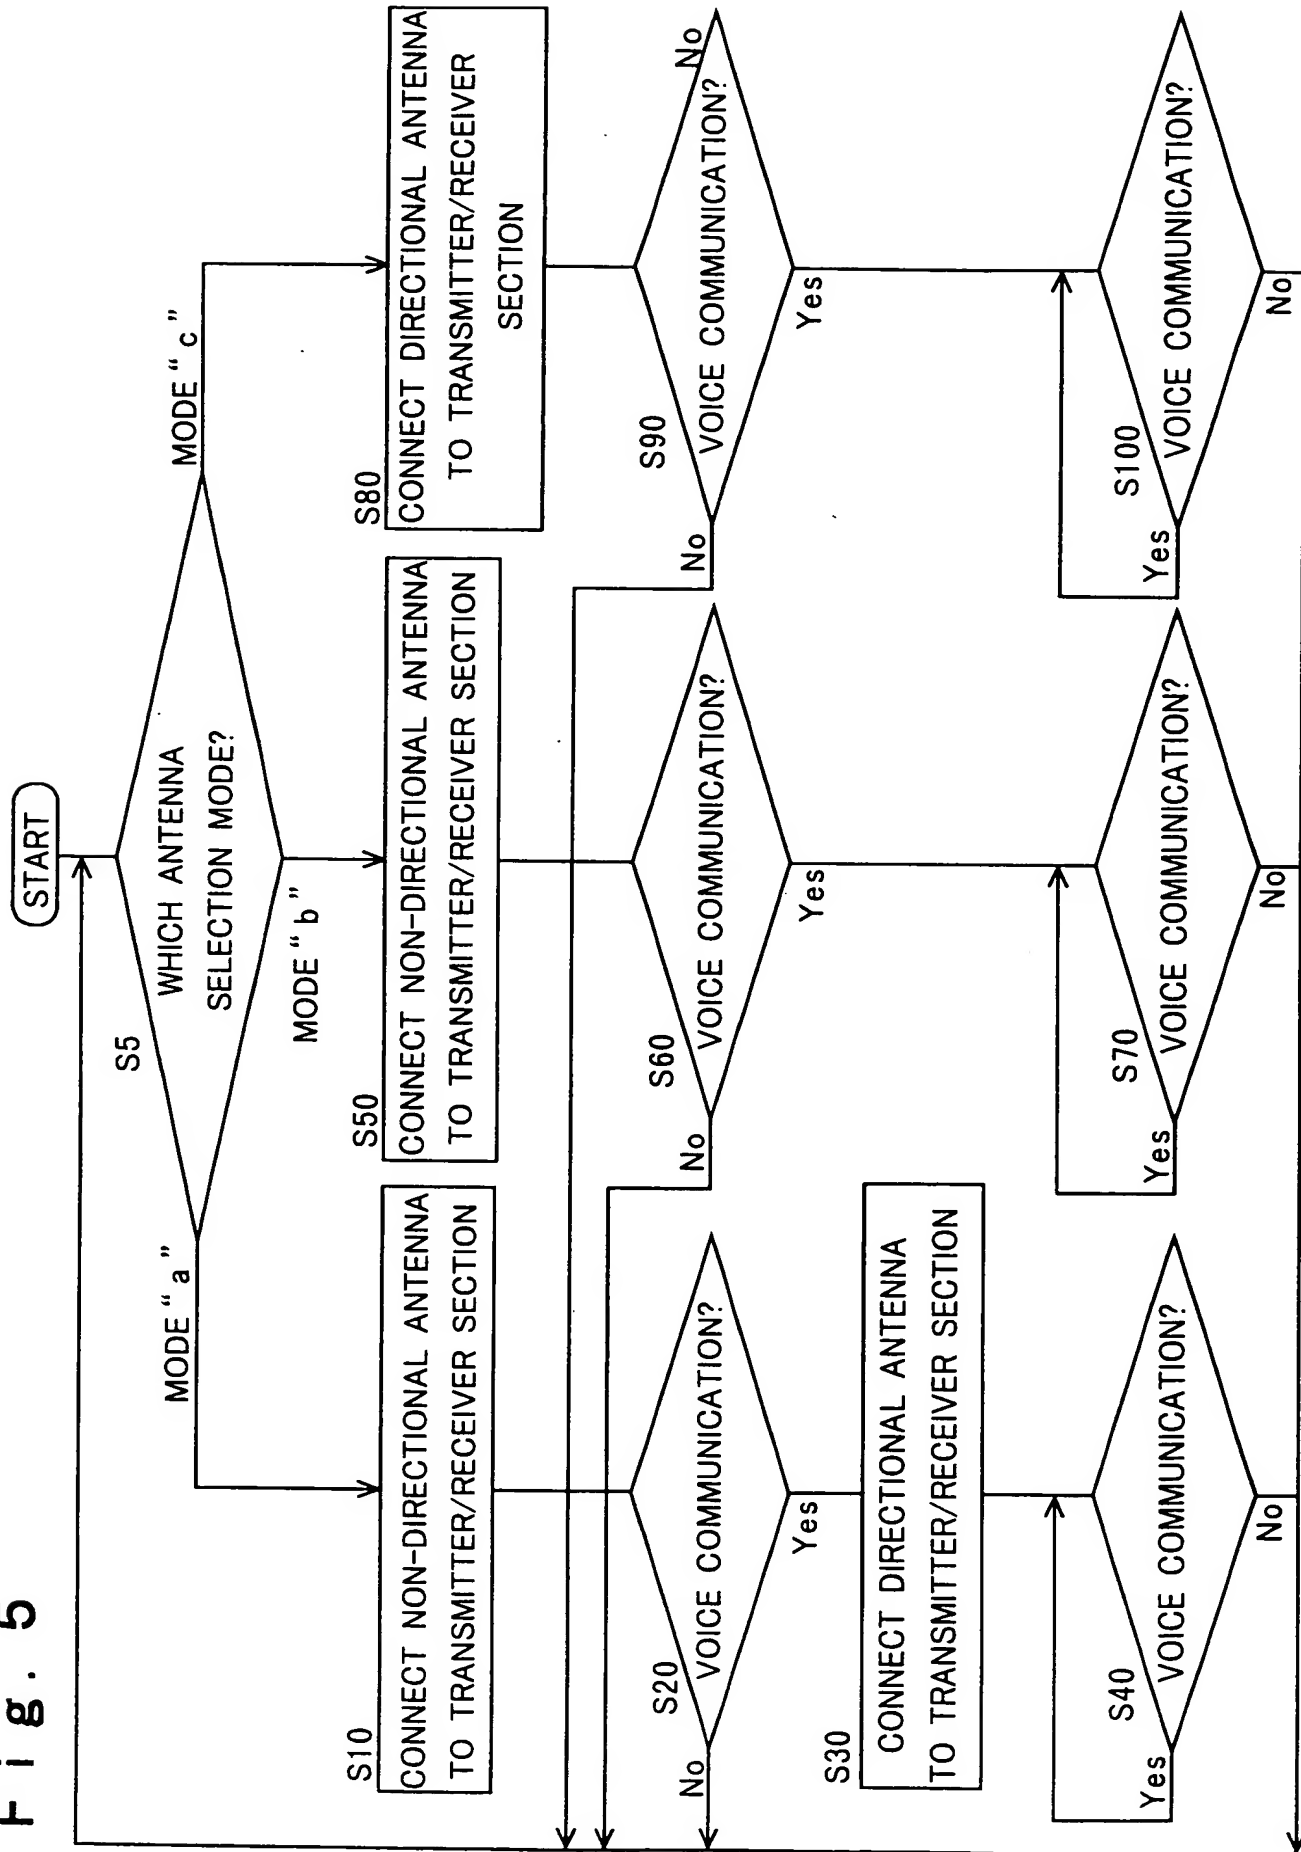 Fig. 5
START
S5
WHICH ANTENNA
SELECTION MODE?
MODE "a"
MODE "b"
MODE "c"
S10
CONNECT NON-DIRECTIONAL ANTENNA
TO TRANSMITTER/RECEIVER SECTION
S50
CONNECT NON-DIRECTIONAL ANTENNA
TO TRANSMITTER/RECEIVER SECTION
S80
CONNECT DIRECTIONAL ANTENNA
TO TRANSMITTER/RECEIVER
SECTION
S20
VOICE COMMUNICATION?
No
Yes
S60
VOICE COMMUNICATION?
No
Yes
S90
VOICE COMMUNICATION?
No
No
Yes
S30
CONNECT DIRECTIONAL ANTENNA
TO TRANSMITTER/RECEIVER SECTION
S40
VOICE COMMUNICATION?
Yes
No
S70
VOICE COMMUNICATION?
Yes
No
S100
VOICE COMMUNICATION?
Yes
No